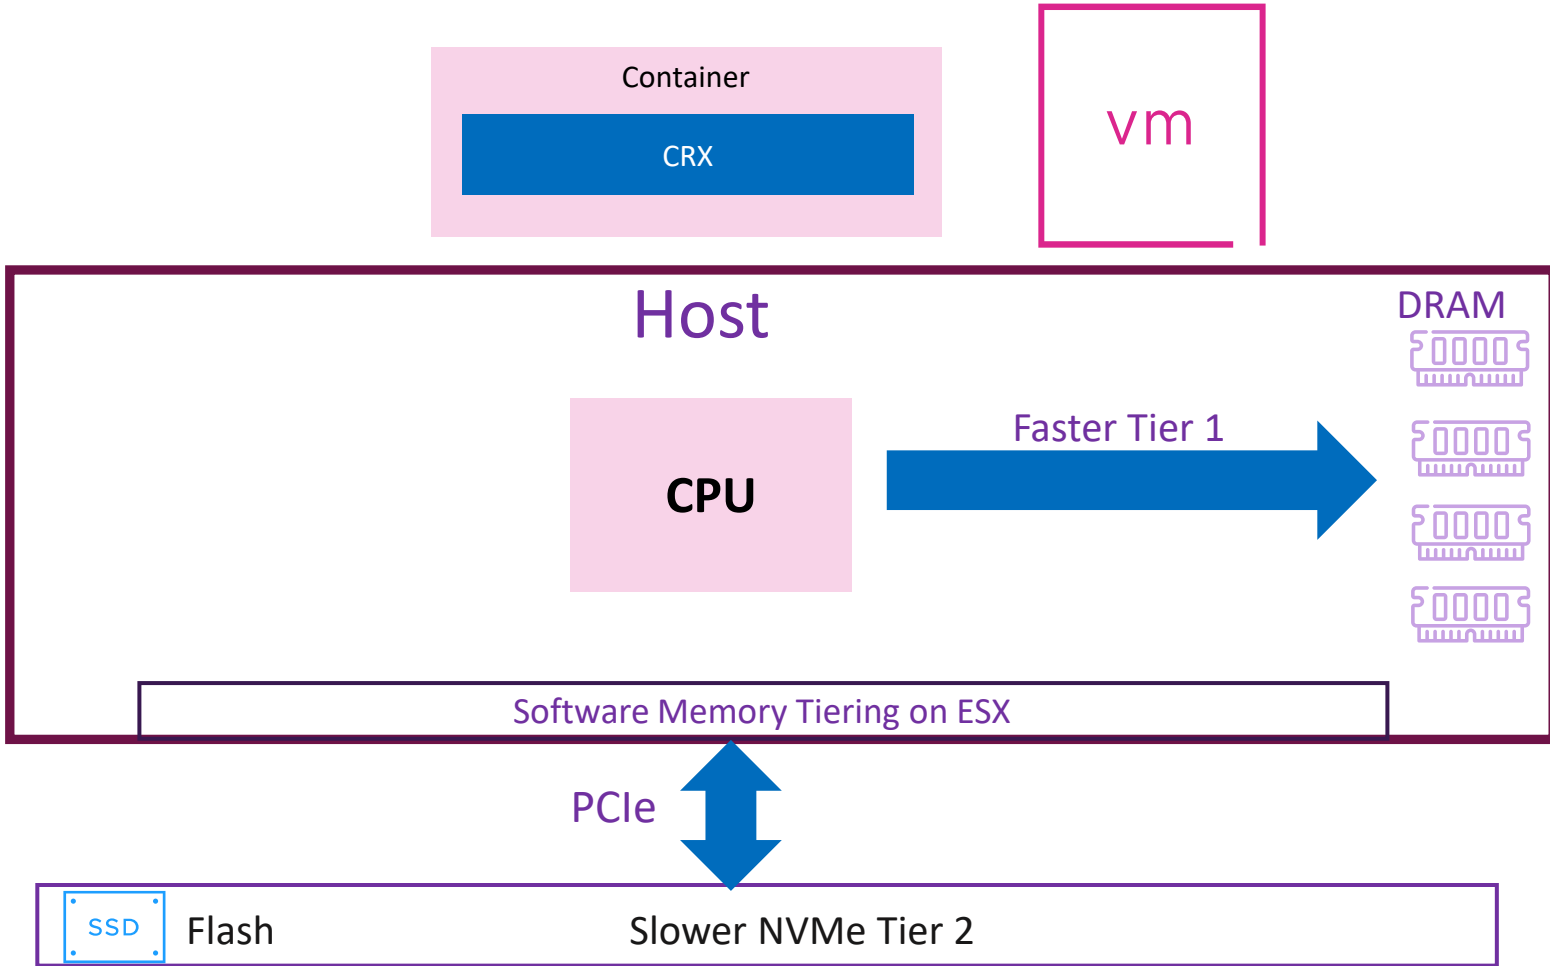 Container
CRX
vm
Host
DRAM
Faster Tier 1
CPU
Software Memory Tiering on ESX
PCIe
SSD
Flash
Slower NVMe Tier 2